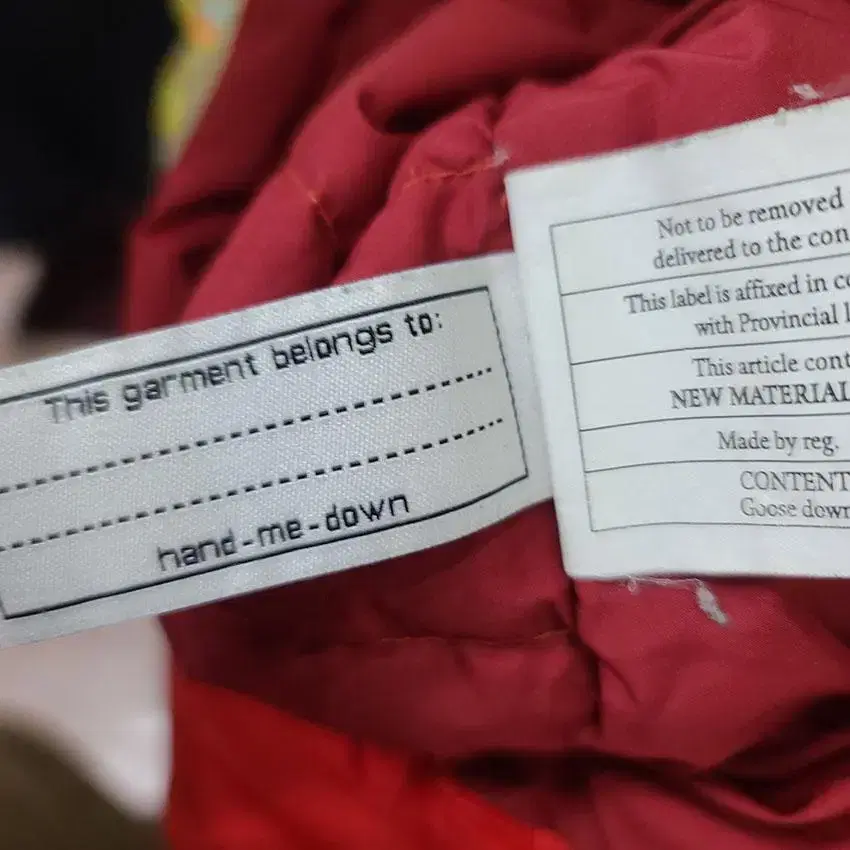 This garment belongs to:
hand-me-down
Not to be removed
delivered to the con
This label is affixed in c
with Provincial
This article cont
NEW MATERIAL
Made by reg.
CONTENT
Goose down